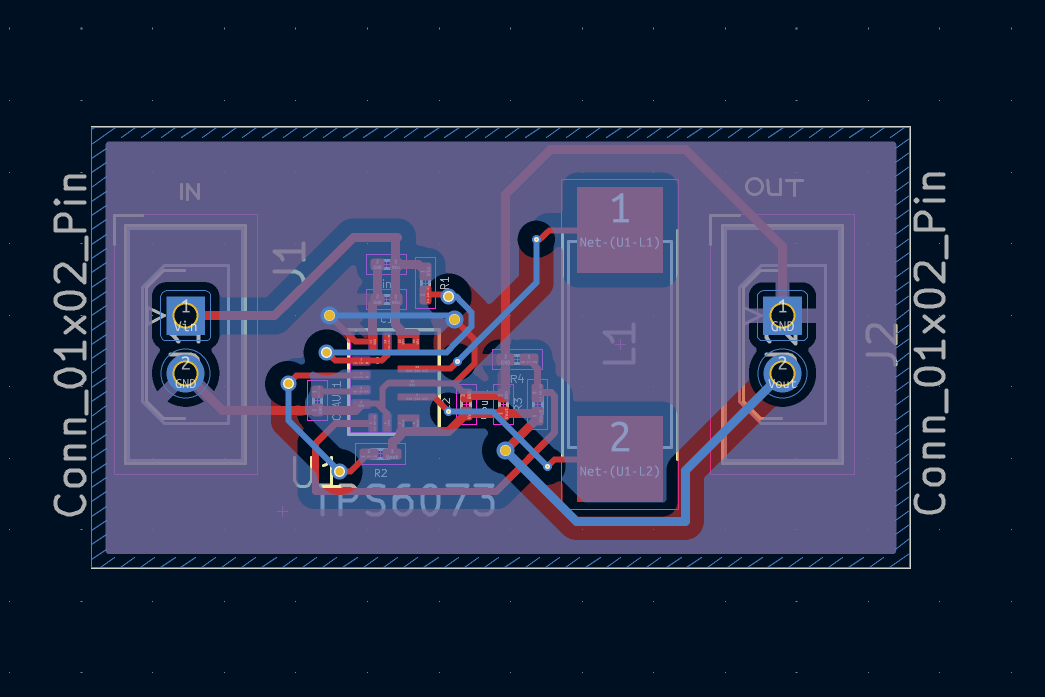 Conn_01x02_Pin
IN
J1
1
Vin
2
GND
R1
1
Net-(U1-L1)
L1
R4
R3
R2
2
Net-(U1-L2)
TPS6073
OUT
1
GND
2
Vout
J2
Conn_01x02_Pin